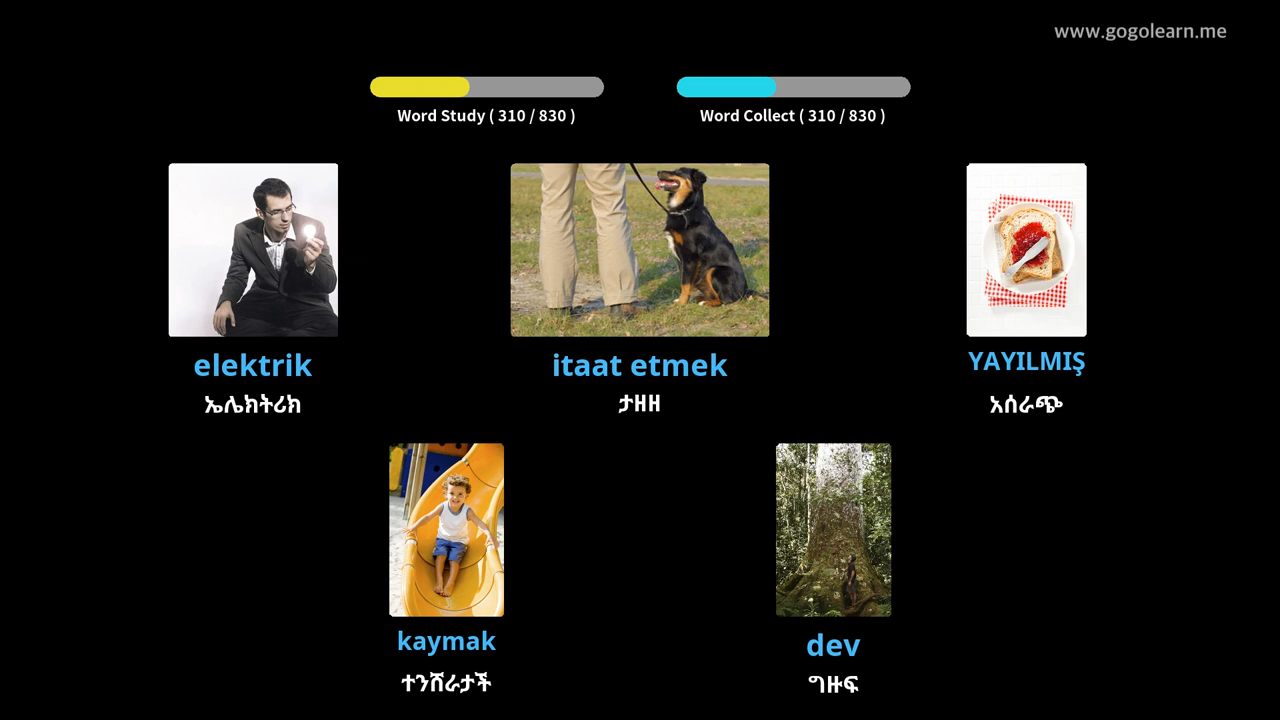 www.gogolearn.me
Word Study ( 310 / 830 )
Word Collect ( 310 / 830 )
elektrik
ኤሌክትሪክ
itaat etmek
ታዘዘ
YAYILMIŞ
አሰራጭ
kaymak
ተንሸራታች
dev
ግዙፍ